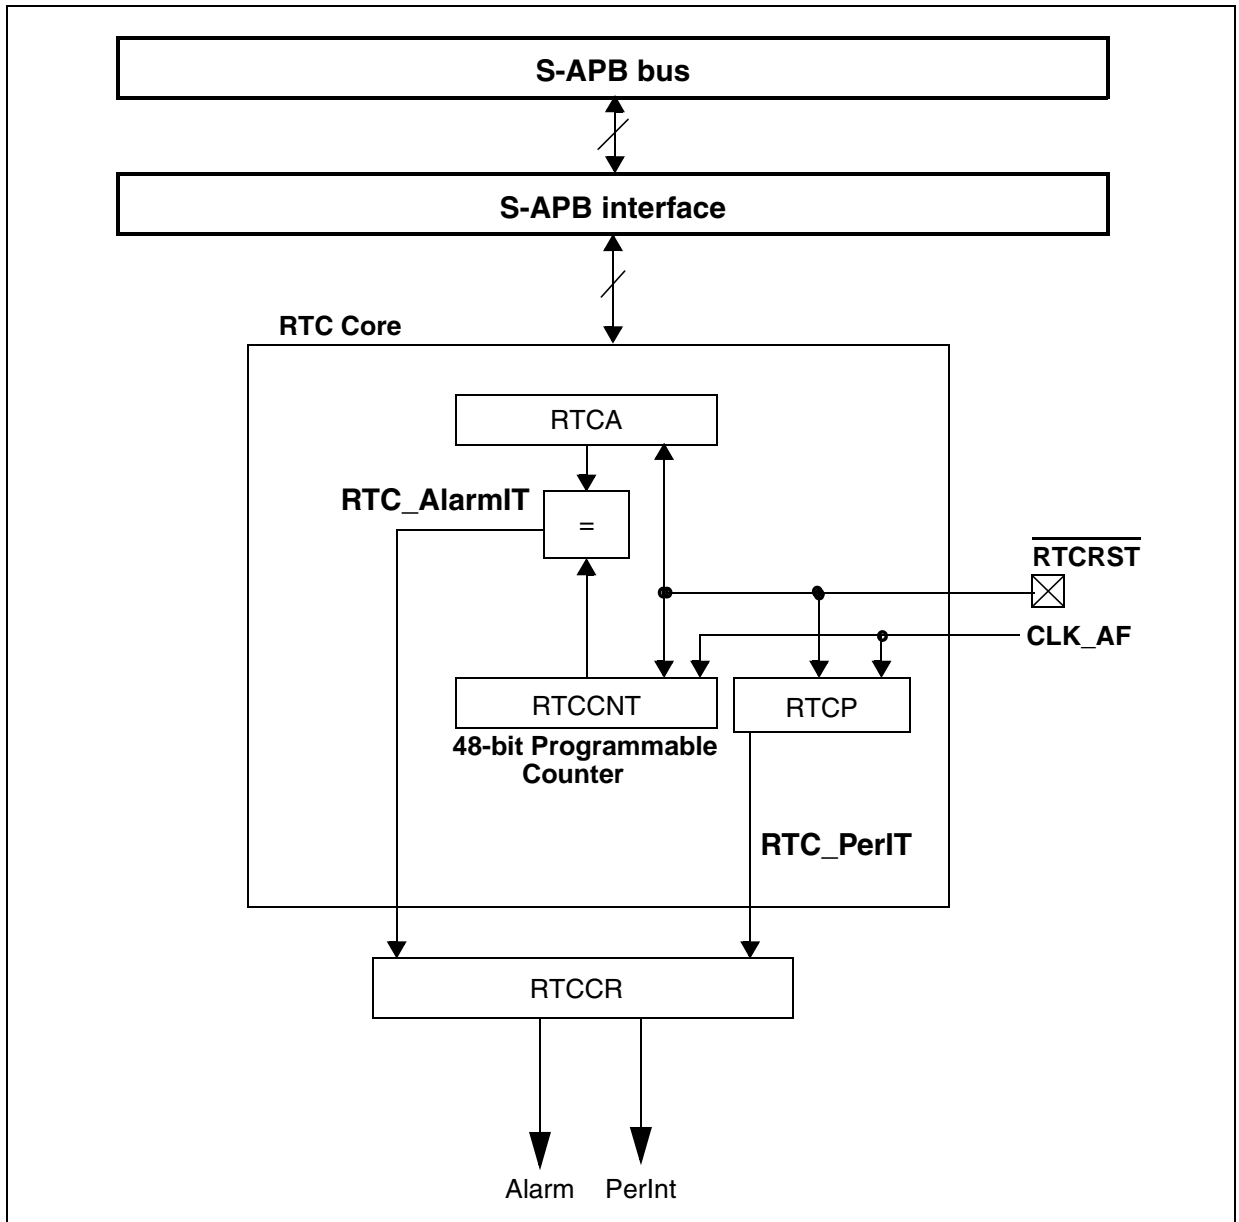 S-APB bus
S-APB interface
RTC Core
RTCA
RTC_AlarmIT
=
RTCRST
CLK_AF
RTCCNT
RTCP
48-bit Programmable
Counter
RTC_PerIT
RTCCR
Alarm
PerInt